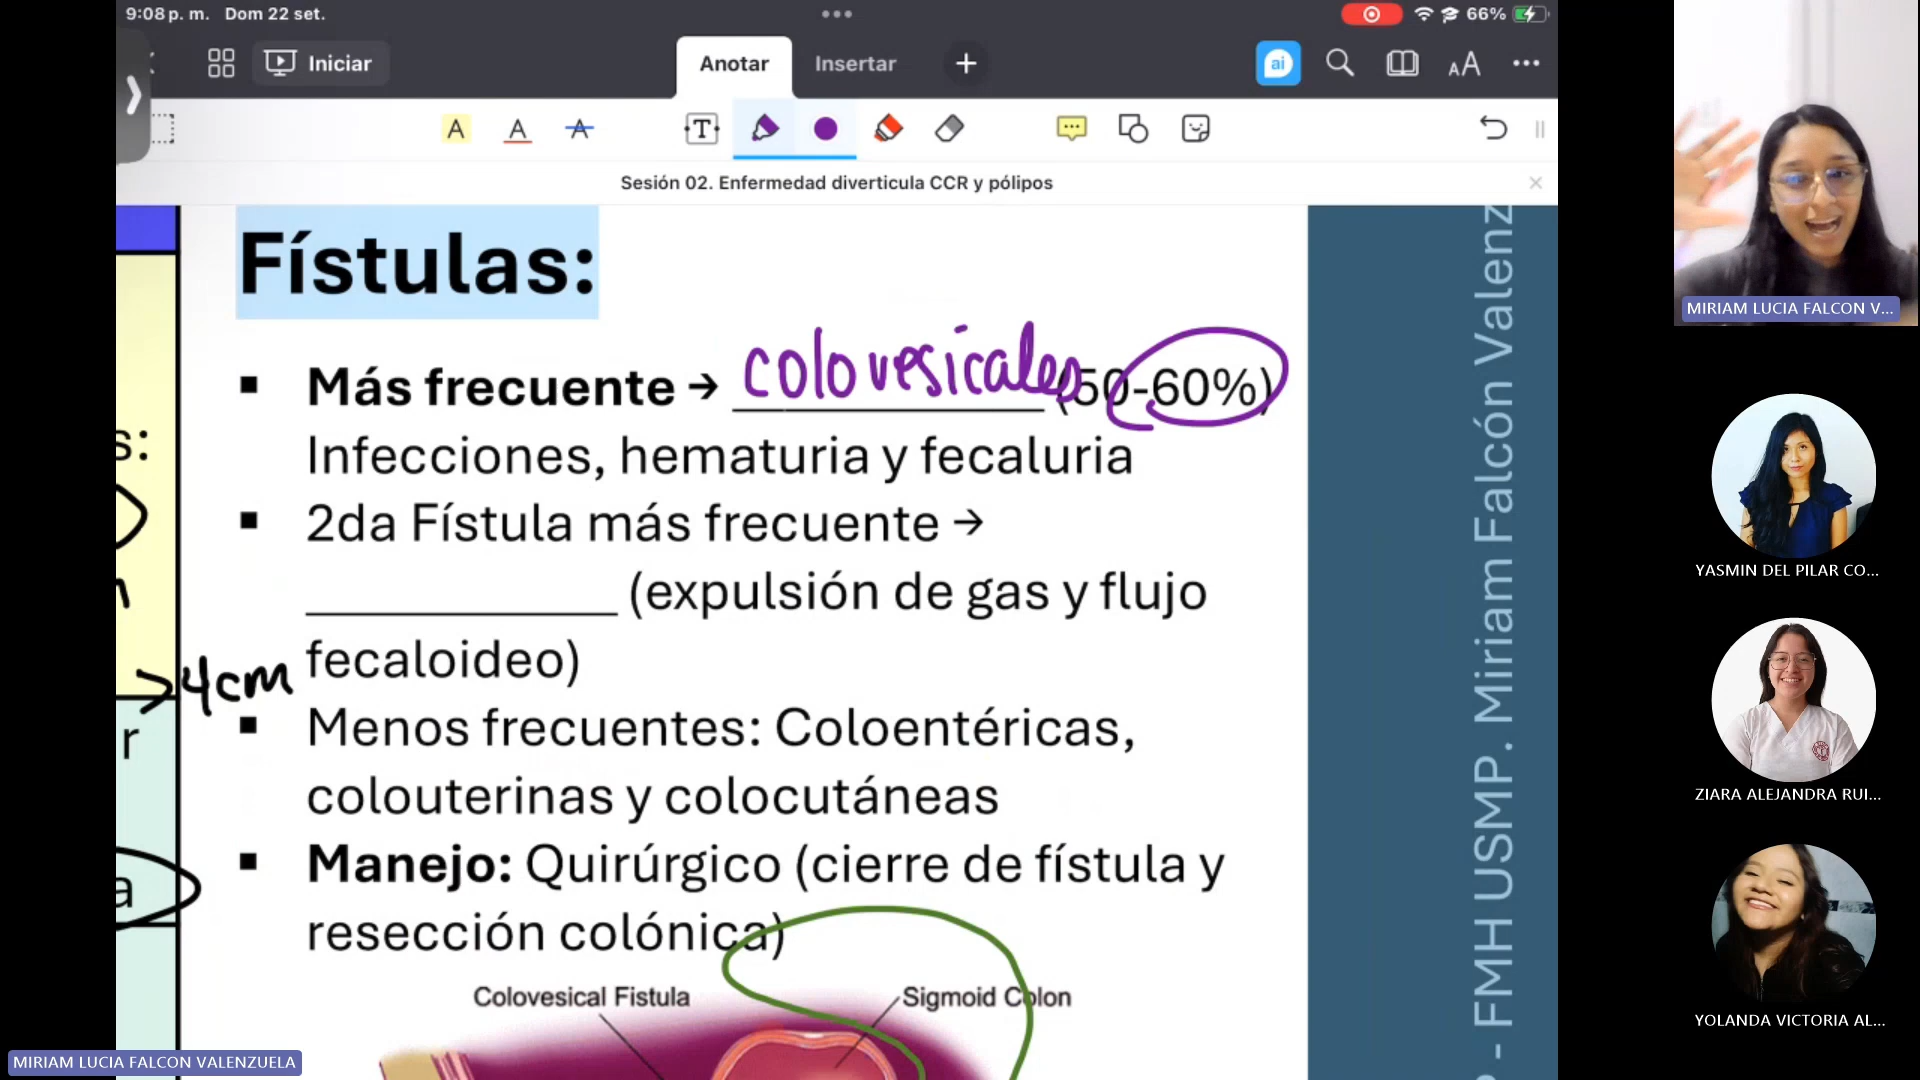 9:08 p. m. Dom 22 set.
66%
Iniciar
Anotar
Insertar
ai
AA
A A A T
Sesión 02. Enfermedad diverticula CCR y pólipos
Fístulas:
▪ Más frecuente → colovesicales (50-60%)
Infecciones, hematuria y fecaluria
▪ 2da Fístula más frecuente →
____________ (expulsión de gas y flujo
fecaloideo)
▪ Menos frecuentes: Coloentéricas,
colouterinas y colocutáneas
▪ Manejo: Quirúrgico (cierre de fístula y
resección colónica)
Colovesical Fistula
Sigmoid Colon
s:
>4cm
r
a
- FMH USMP. Miriam Falcón Valenz
MIRIAM LUCIA FALCON V...
YASMIN DEL PILAR CO...
ZIARA ALEJANDRA RUI...
YOLANDA VICTORIA AL...
MIRIAM LUCIA FALCON VALENZUELA